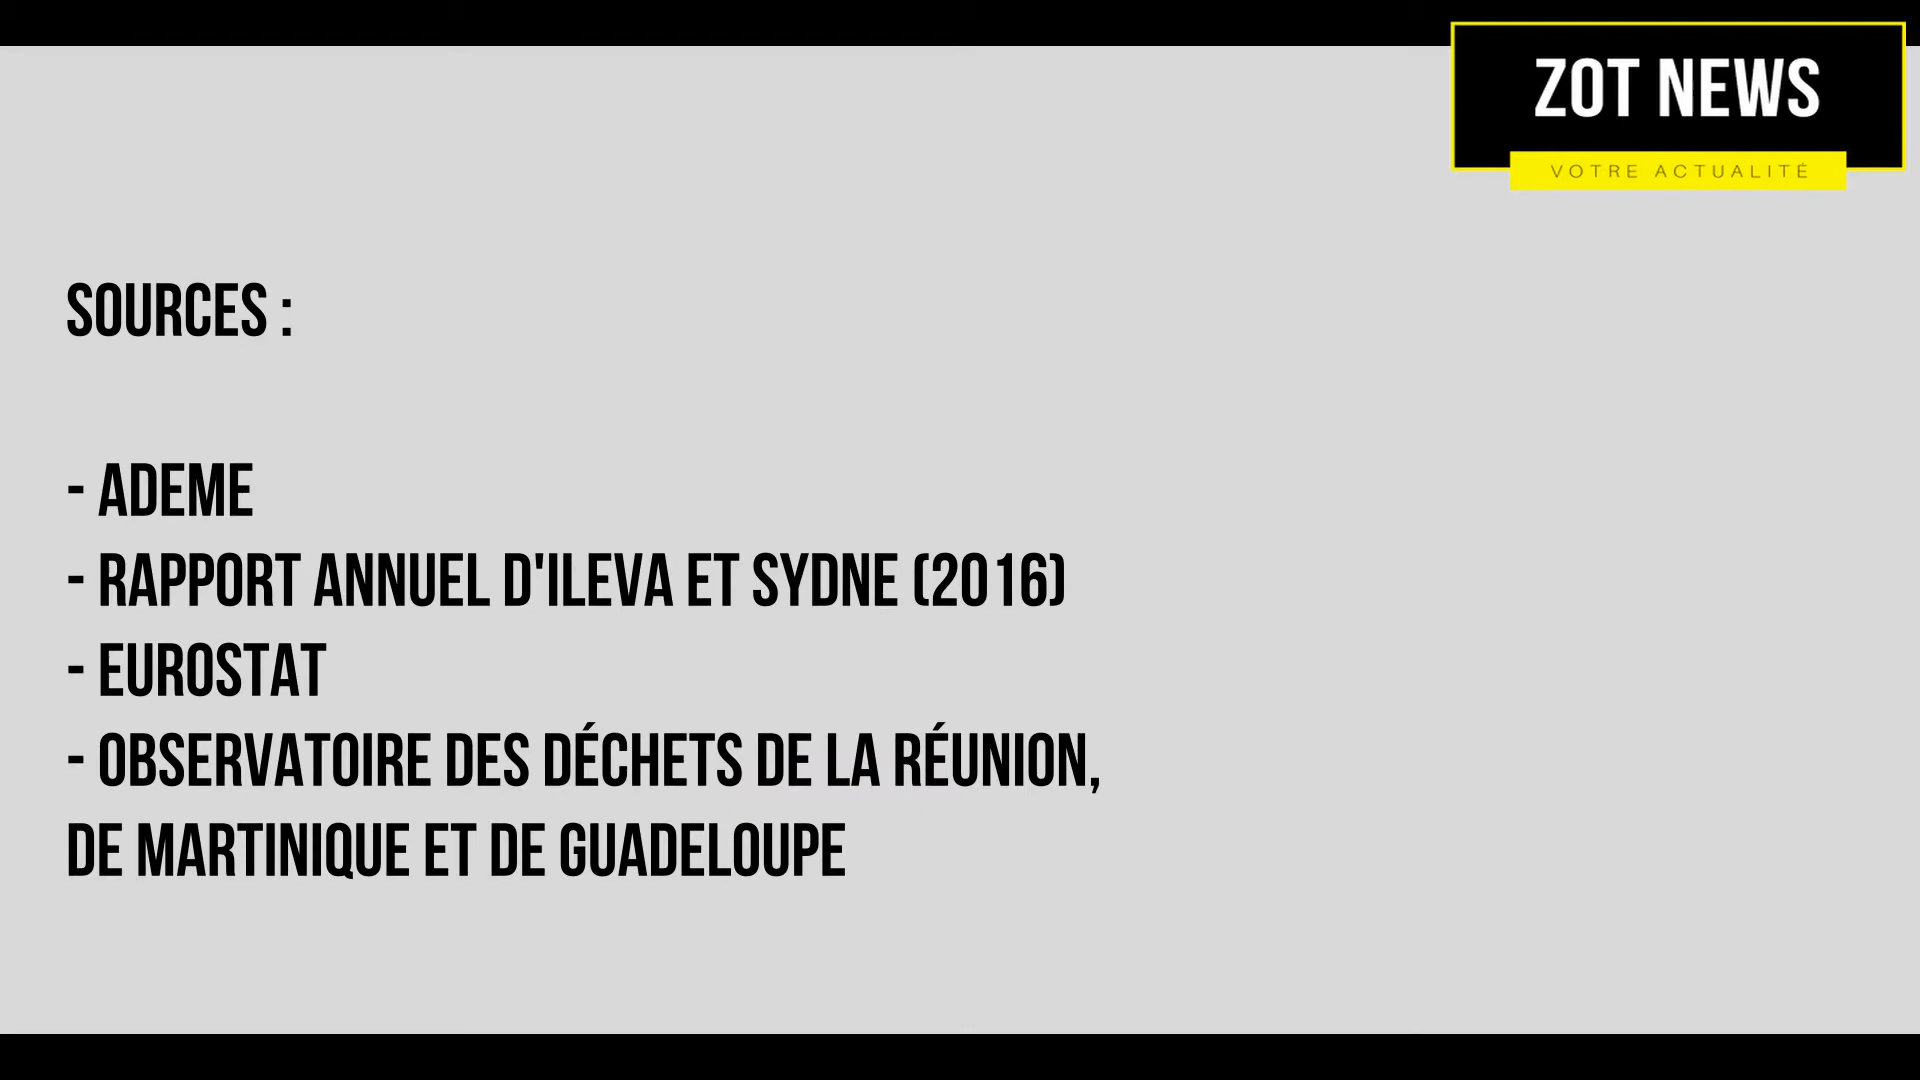 ZOT NEWS
VOTRE ACTUALITÉ
SOURCES :
- ADEME
- RAPPORT ANNUEL D'ILEVA ET SYDNE (2016)
- EUROSTAT
- OBSERVATOIRE DES DÉCHETS DE LA RÉUNION,
DE MARTINIQUE ET DE GUADELOUPE